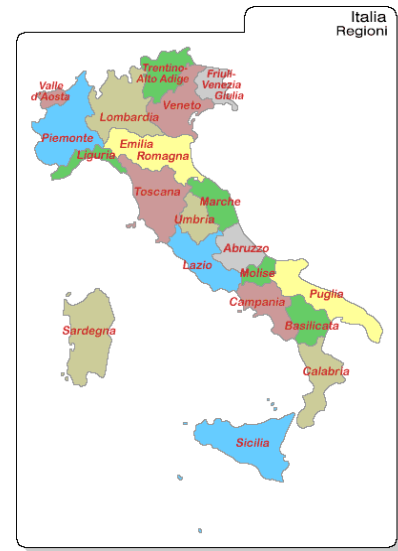 Italia
Regioni
Trentino-
Alto Adige
Friuli-
Venezia
Giulia
Valle
d'Aosta
Veneto
Lombardia
Piemonte
Emilia
Romagna
Liguria
Toscana
Marche
Umbria
Abruzzo
Lazio
Molise
Puglia
Campania
Basilicata
Sardegna
Calabria
Sicilia